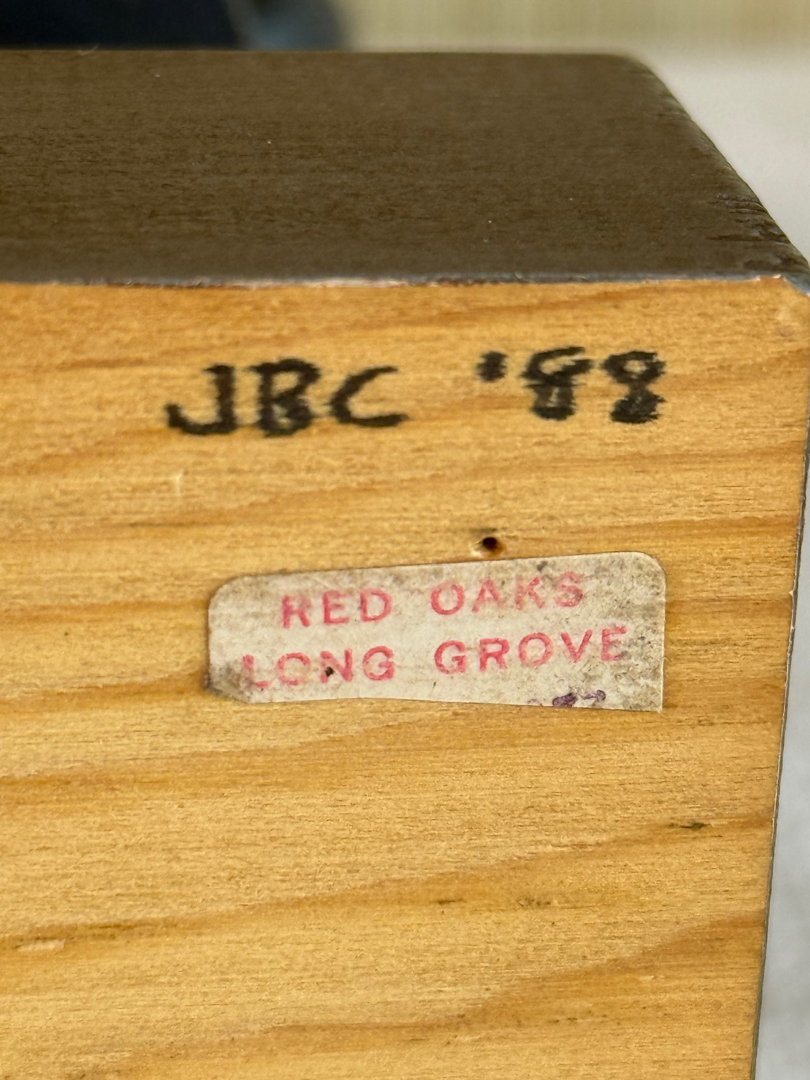 JBC '88
RED OAKS
LONG GROVE